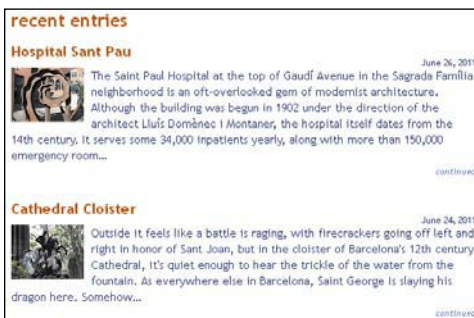 recent entries
Hospital Sant Pau
June 26, 2011
The Saint Paul Hospital at the top of Gaudí Avenue in the Sagrada Família
neighborhood is an oft-overlooked gem of modernist architecture.
Although the building was begun in 1902 under the direction of the
architect Lluís Domènec i Montaner, the hospital itself dates from the
14th century. It serves some 34,000 inpatients yearly, along with more than 150,000
emergency room...
continued
Cathedral Cloister
June 24, 2011
Outside it feels like a battle is raging, with firecrackers going off left and
right in honor of Sant Joan, but in the cloister of Barcelona's 12th century
Cathedral, it's quiet enough to hear the trickle of the water from the
fountain. As everywhere else in Barcelona, Saint George is slaying his
dragon here. Somehow...
continued